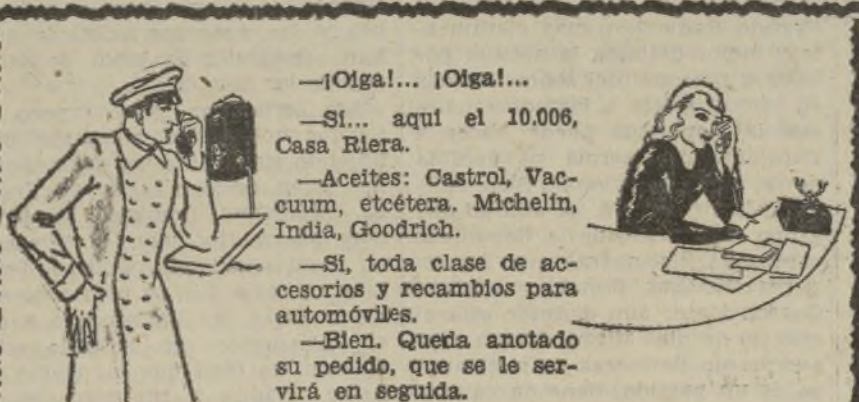 —¡Oiga!... ¡Oiga!...
—Sí... aquí el 10.006,
Casa Riera.
—Aceites: Castrol, Vac-
cuum, etcétera. Michelín,
India, Goodrich.
—Sí, toda clase de ac-
cesorios y recambios para
automóviles.
—Bien. Queda anotado
su pedido, que se le ser-
virá en seguida.